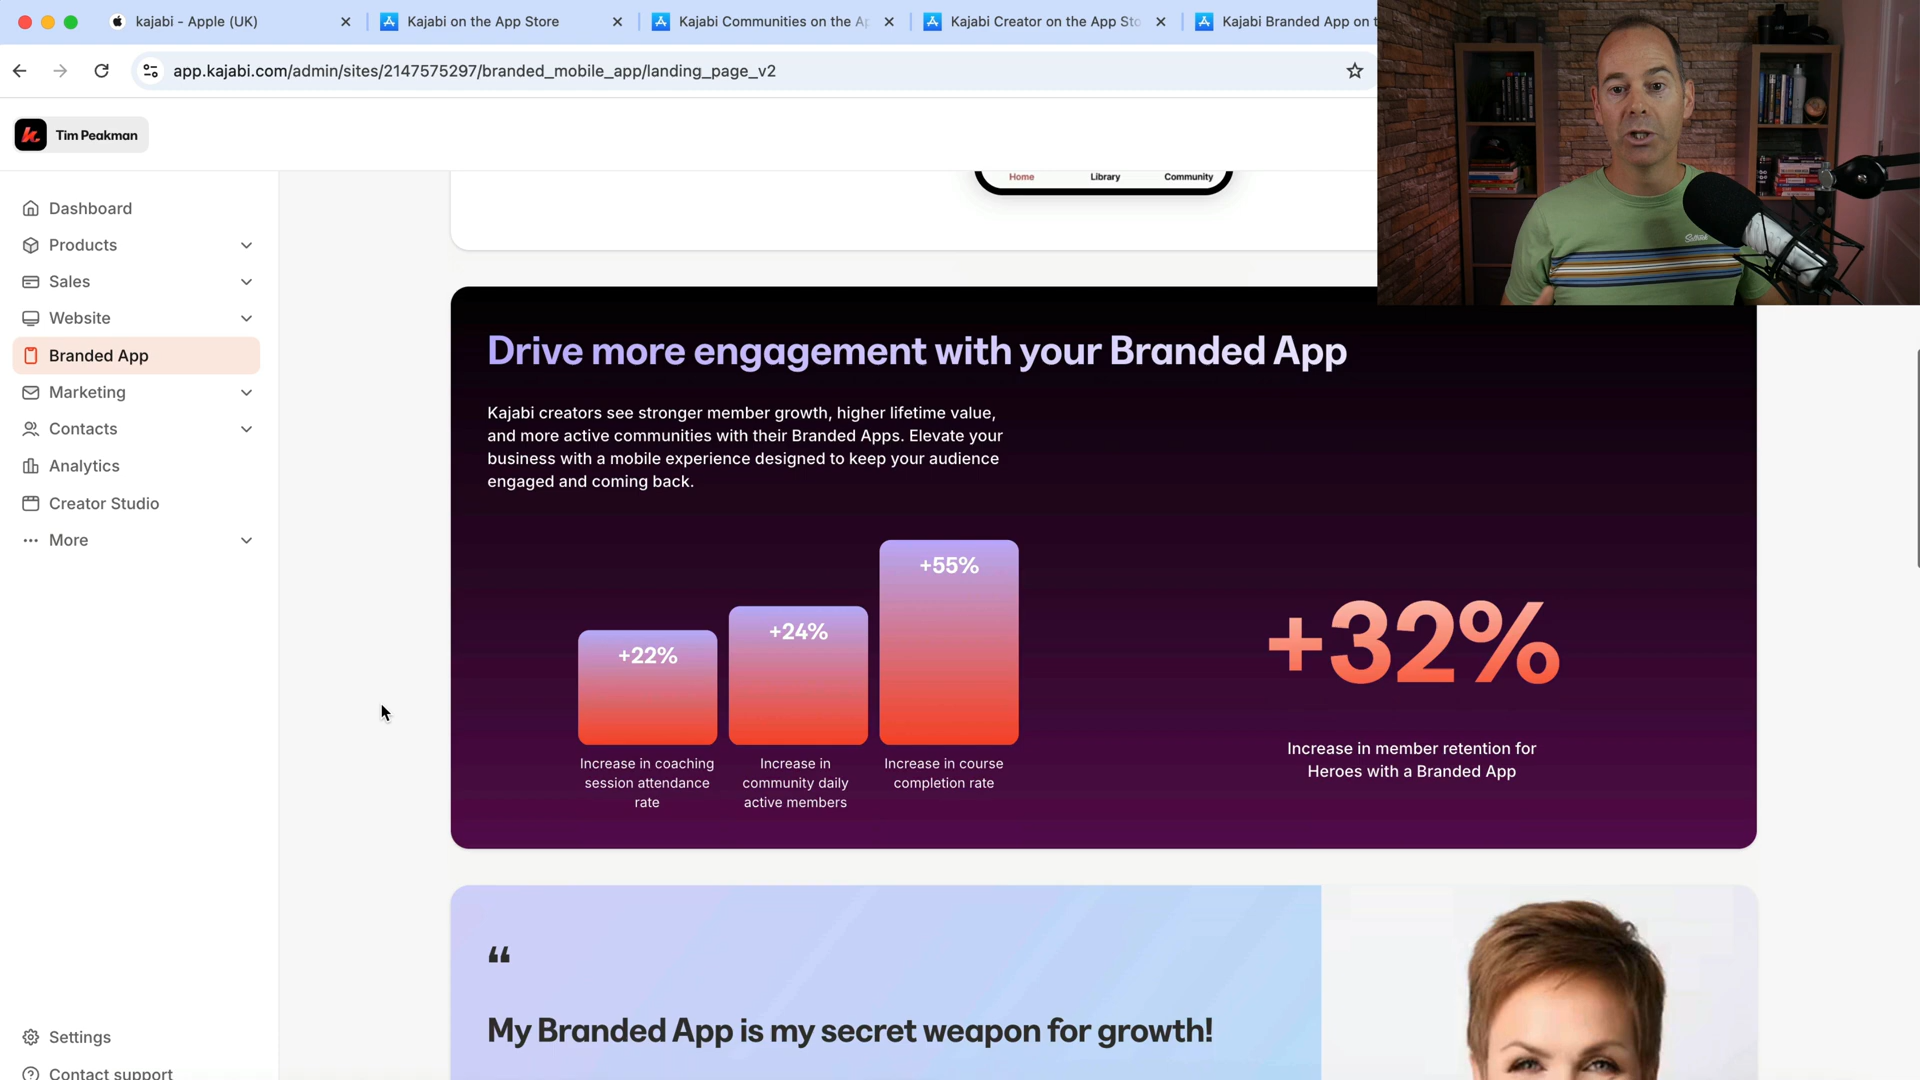 kajabi - Apple (UK)
Kajabi on the App Store
Kajabi Communities on the Ap
Kajabi Creator on the App Sto
Kajabi Branded App on t
app.kajabi.com/admin/sites/2147575297/branded_mobile_app/landing_page_v2
Tim Peakman
Dashboard
Products
Sales
Website
Branded App
Marketing
Contacts
Analytics
Creator Studio
More
Settings
Contact support
Home Library Community
Drive more engagement with your Branded App
Kajabi creators see stronger member growth, higher lifetime value,
and more active communities with their Branded Apps. Elevate your
business with a mobile experience designed to keep your audience
engaged and coming back.
+22%
Increase in coaching
session attendance
rate
+24%
Increase in
community daily
active members
+55%
Increase in course
completion rate
+32%
Increase in member retention for
Heroes with a Branded App
“
My Branded App is my secret weapon for growth!